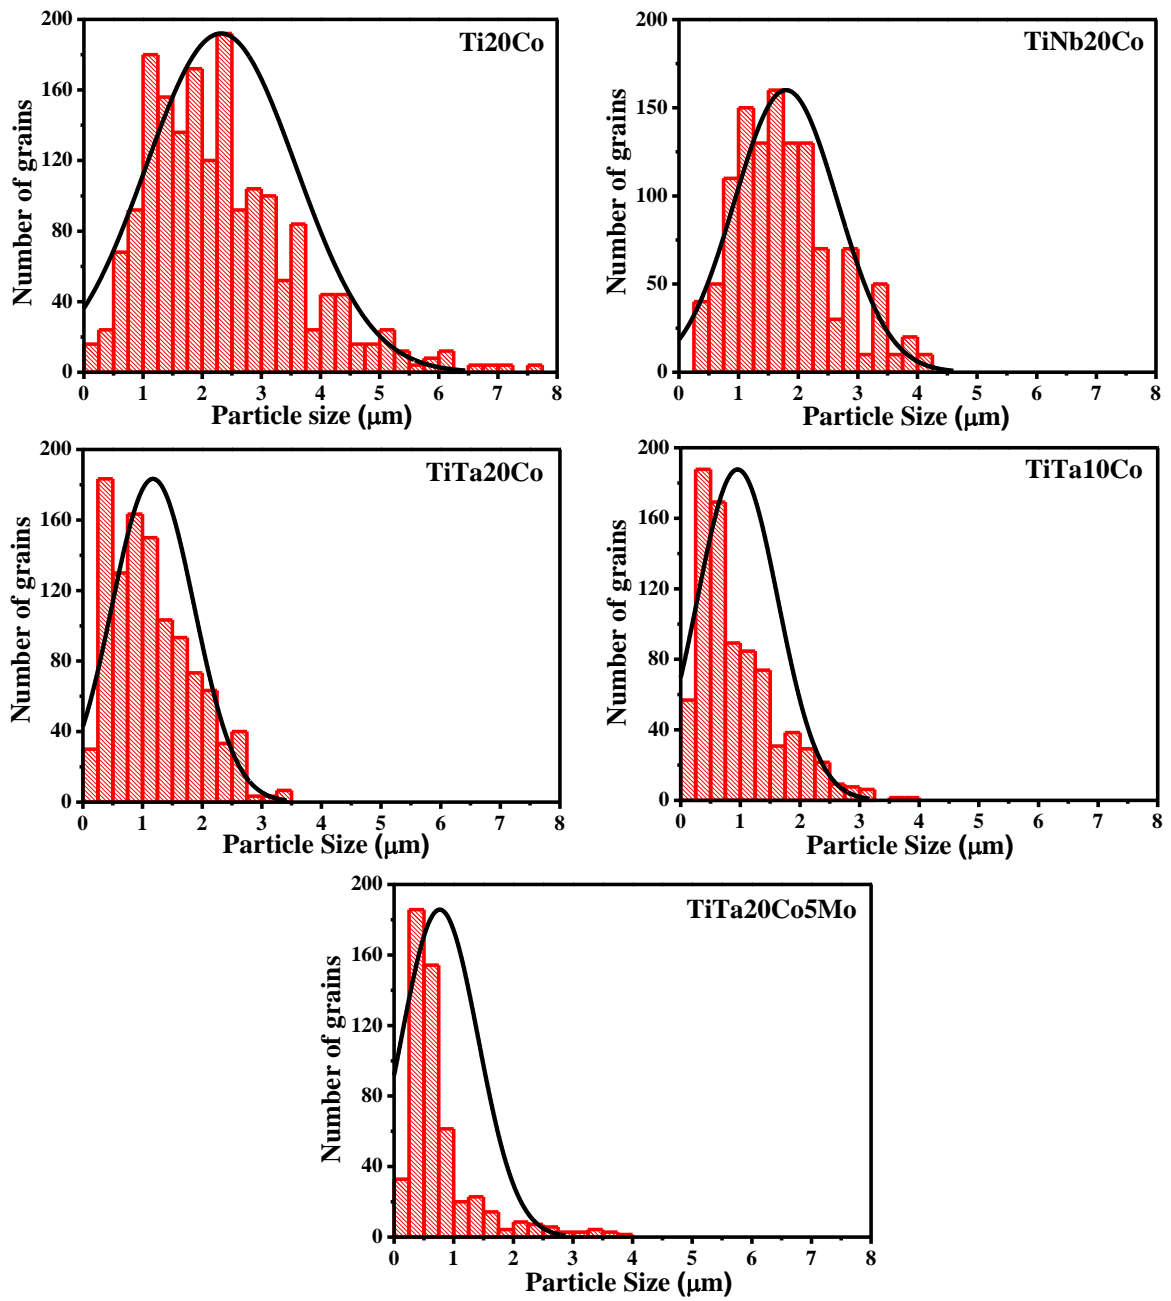 Ti20Co
200
160
120
80
40
0
Number of grains
0 1 2 3 4 5 6 7 8
Particle size (μm)
TiNb20Co
200
150
100
50
0
Number of grains
0 1 2 3 4 5 6 7 8
Particle Size (μm)
TiTa20Co
200
160
120
80
40
0
Number of grains
0 1 2 3 4 5 6 7 8
Particle Size (μm)
TiTa10Co
200
160
120
80
40
0
Number of grains
0 1 2 3 4 5 6 7 8
Particle Size (μm)
TiTa20Co5Mo
200
160
120
80
40
0
Number of grains
0 1 2 3 4 5 6 7 8
Particle Size (μm)